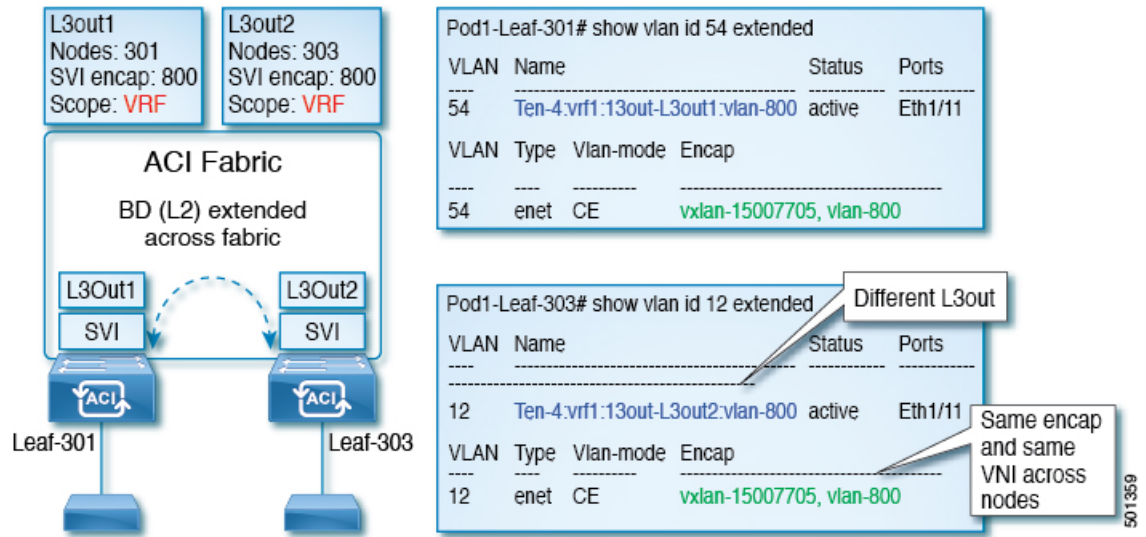 L3out1
Nodes: 301
SVI encap: 800
Scope: VRF
L3out2
Nodes: 303
SVI encap: 800
Scope: VRF
ACI Fabric
BD (L2) extended
across fabric
L3Out1
SVI
L3Out2
SVI
ACI
ACI
Leaf-301
Leaf-303
Pod1-Leaf-301# show vlan id 54 extended
VLAN Name Status Ports
---- -------------------------------- --------- ---------
54 Ten-4:vrf1:13out-L3out1:vlan-800 active Eth1/11
VLAN Type Vlan-mode Encap
---- ---- ---------- --------------------------------
54 enet CE vxlan-15007705, vlan-800
Pod1-Leaf-303# show vlan id 12 extended
VLAN Name Status Ports
---- -------------------------------- --------- ---------
--------------------------------
12 Ten-4:vrf1:13out-L3out2:vlan-800 active Eth1/11
VLAN Type Vlan-mode Encap
---- ---- ---------- --------------------------------
12 enet CE vxlan-15007705, vlan-800
Different L3out
Same encap
and same
VNI across
nodes
501359